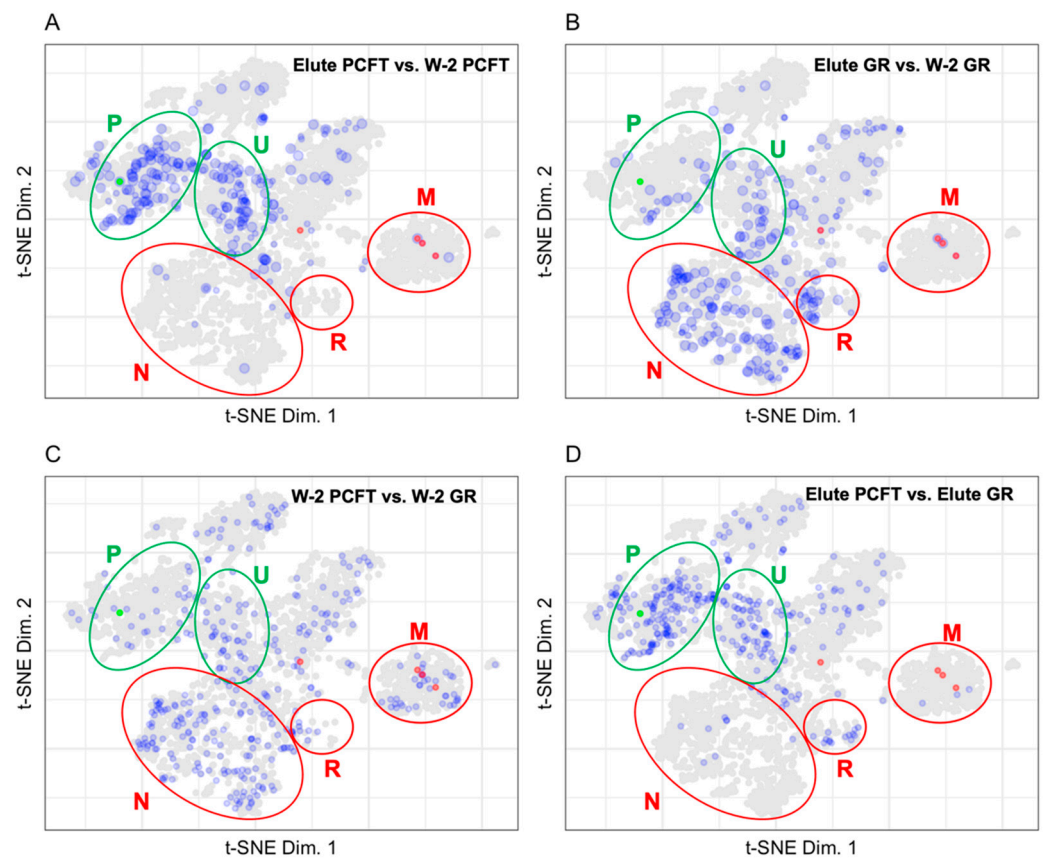 A
Elute PCFT vs. W-2 PCFT
P
U
M
R
N
t-SNE Dim. 2
t-SNE Dim. 1
B
Elute GR vs. W-2 GR
P
U
M
R
N
t-SNE Dim. 2
t-SNE Dim. 1
C
W-2 PCFT vs. W-2 GR
P
U
M
R
N
t-SNE Dim. 2
t-SNE Dim. 1
D
Elute PCFT vs. Elute GR
P
U
M
R
N
t-SNE Dim. 2
t-SNE Dim. 1